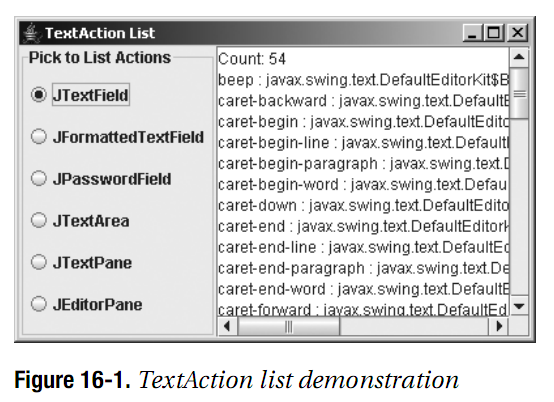 TextAction List
Pick to List Actions
JTextField
JFormattedTextField
JPasswordField
JTextArea
JTextPane
JEditorPane
Count: 54
beep : javax.swing.text.DefaultEditorKit$B
caret-backward : javax.swing.text.DefaultE
caret-begin : javax.swing.text.DefaultEdito
caret-begin-line : javax.swing.text.DefaultE
caret-begin-paragraph : javax.swing.text.D
caret-begin-word : javax.swing.text.Defau
caret-down : javax.swing.text.DefaultEditor
caret-end : javax.swing.text.DefaultEditorK
caret-end-line : javax.swing.text.DefaultEd
caret-end-paragraph : javax.swing.text.De
caret-end-word : javax.swing.text.DefaultE
caret-forward : javax.swing.text.DefaultEd
Figure 16-1. TextAction list demonstration